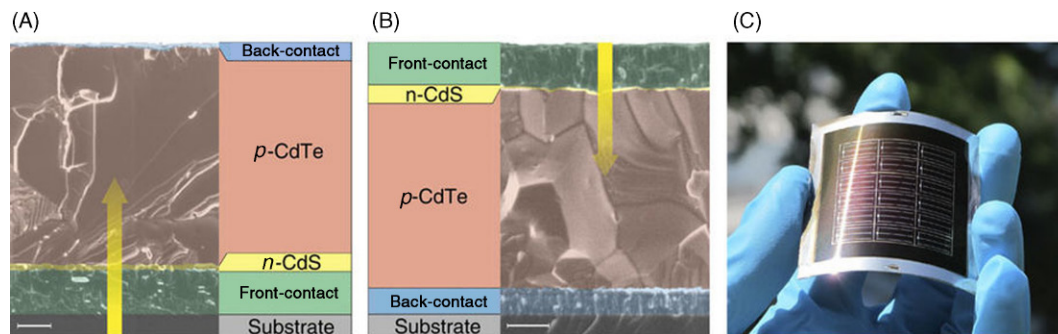 (A)
Back-contact
p-CdTe
n-CdS
Front-contact
Substrate
(B)
Front-contact
n-CdS
p-CdTe
Back-contact
Substrate
(C)